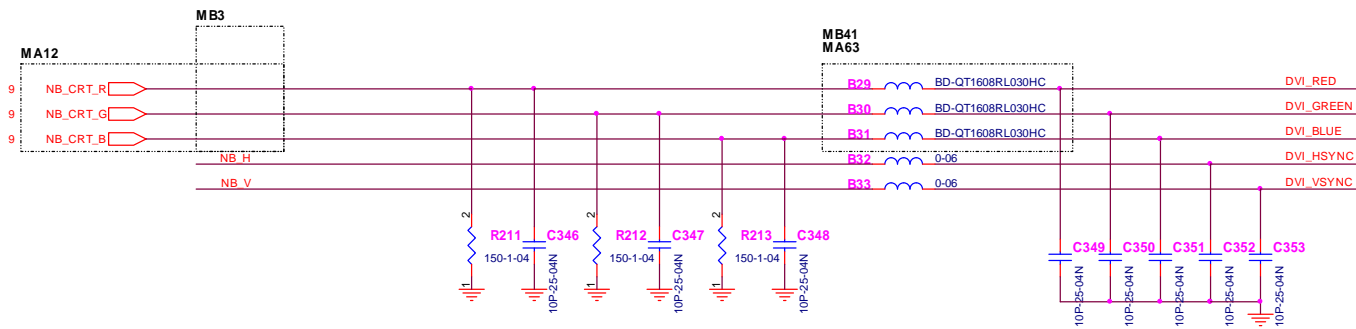 MB3
MA12
MB41
MA63
9 NB_CRT_R B29 BD-QT1608RL030HC DVI_RED
9 NB_CRT_G B30 BD-QT1608RL030HC DVI_GREEN
9 NB_CRT_B B31 BD-QT1608RL030HC DVI_BLUE
NB_H B32 0-06 DVI_HSYNC
NB_V B33 0-06 DVI_VSYNC
2 2 2
R211 C346 R212 C347 R213 C348
150-1-04 150-1-04 150-1-04
1 1 1
10P-25-04N 10P-25-04N 10P-25-04N
C349 C350 C351 C352 C353
10P-25-04N 10P-25-04N 10P-25-04N 10P-25-04N 10P-25-04N